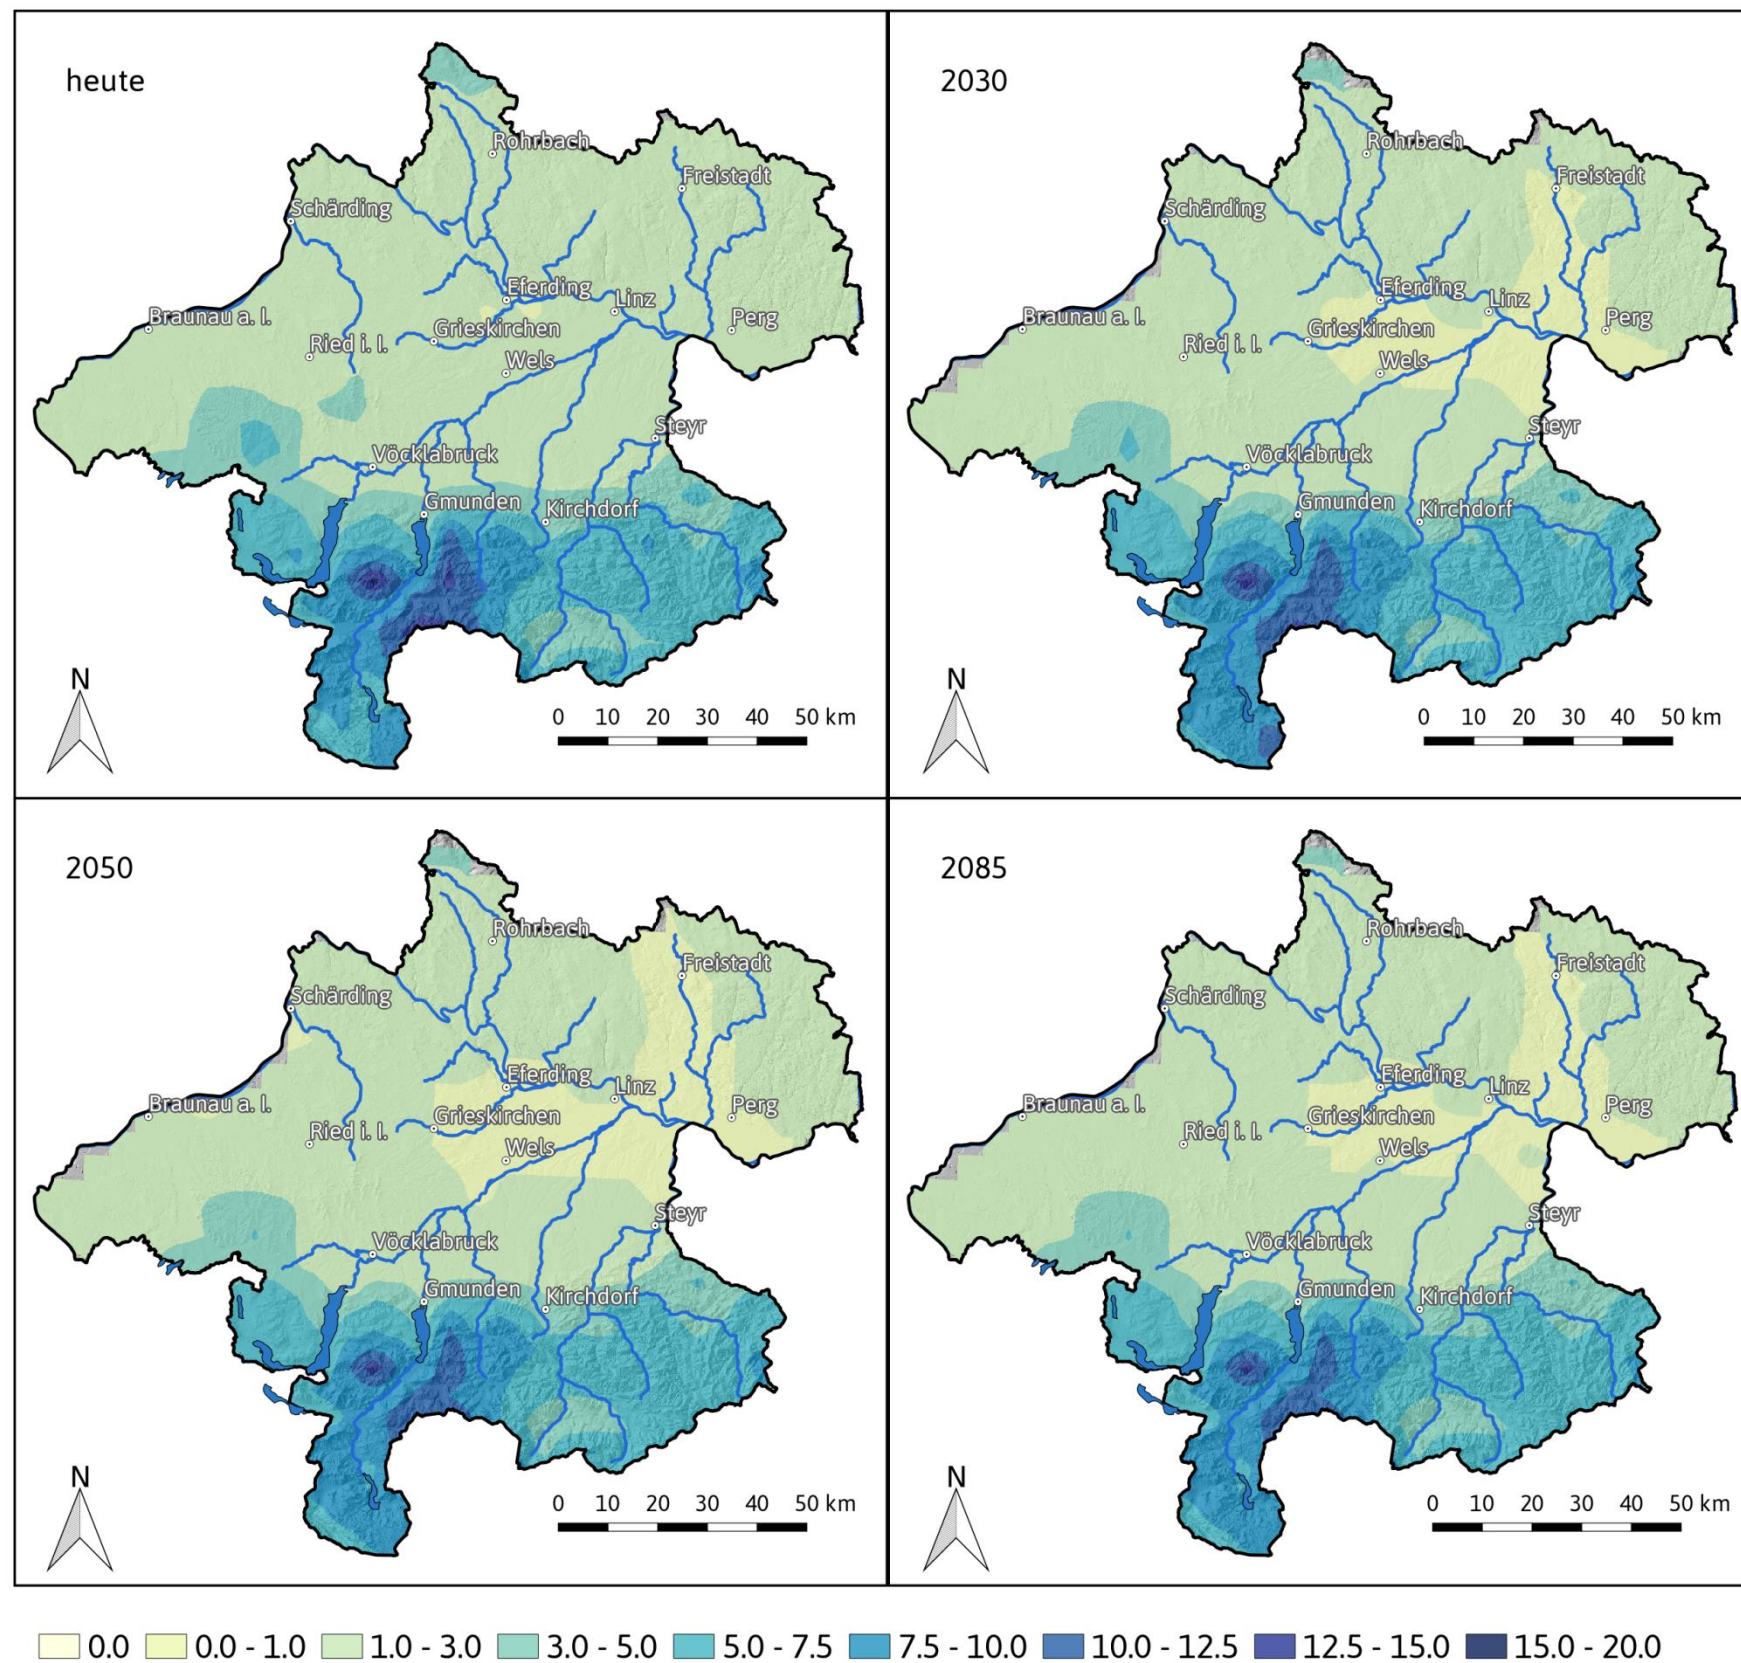 heute
Rohrbach
Freistadt
Schärding
Eferding
Linz
Braunau a. I.
Grieskirchen
Perg
Ried i. I.
Wels
Steyr
Vöcklabruck
Gmunden
Kirchdorf
N
0 10 20 30 40 50 km
2030
Rohrbach
Freistadt
Schärding
Eferding
Linz
Braunau a. I.
Grieskirchen
Perg
Ried i. I.
Wels
Steyr
Vöcklabruck
Gmunden
Kirchdorf
N
0 10 20 30 40 50 km
2050
Rohrbach
Freistadt
Schärding
Eferding
Linz
Braunau a. I.
Grieskirchen
Perg
Ried i. I.
Wels
Steyr
Vöcklabruck
Gmunden
Kirchdorf
N
0 10 20 30 40 50 km
2085
Rohrbach
Freistadt
Schärding
Eferding
Linz
Braunau a. I.
Grieskirchen
Perg
Ried i. I.
Wels
Steyr
Vöcklabruck
Gmunden
Kirchdorf
N
0 10 20 30 40 50 km
0.0 0.0 - 1.0 1.0 - 3.0 3.0 - 5.0 5.0 - 7.5 7.5 - 10.0 10.0 - 12.5 12.5 - 15.0 15.0 - 20.0